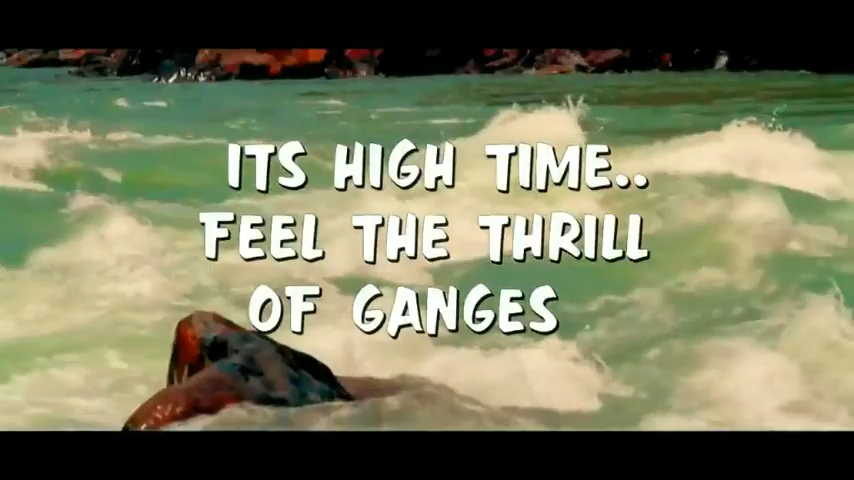 ITS HIGH TIME..
FEEL THE THRILL
OF GANGES